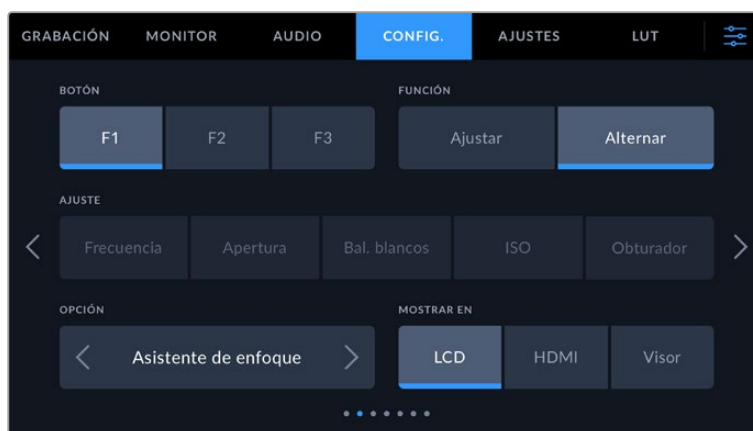 GRABACIÓN MONITOR AUDIO CONFIG. AJUSTES LUT
BOTÓN FUNCIÓN
F1 F2 F3 Ajustar Alternar
AJUSTE
Frecuencia Apertura Bal. blancos ISO Obturador
OPCIÓN MOSTRAR EN
Asistente de enfoque LCD HDMI Visor